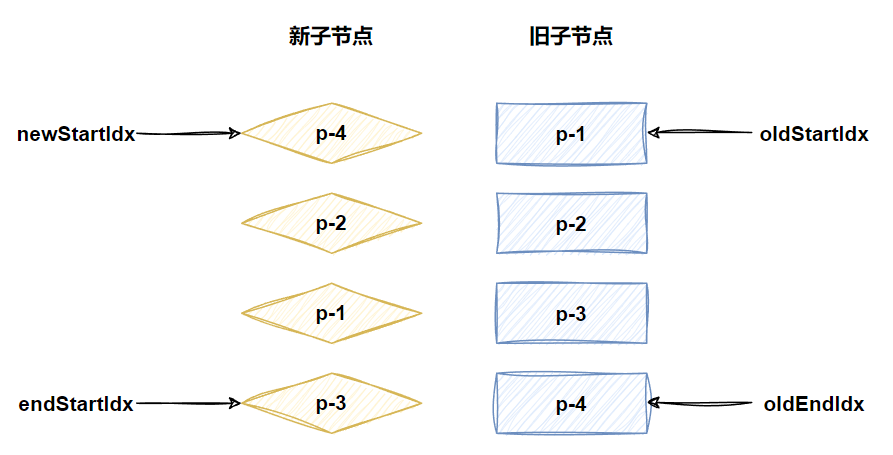 新子节点 旧子节点
newStartIdx p-4 p-1 oldStartIdx
p-2 p-2
p-1 p-3
endStartIdx p-3 p-4 oldEndIdx